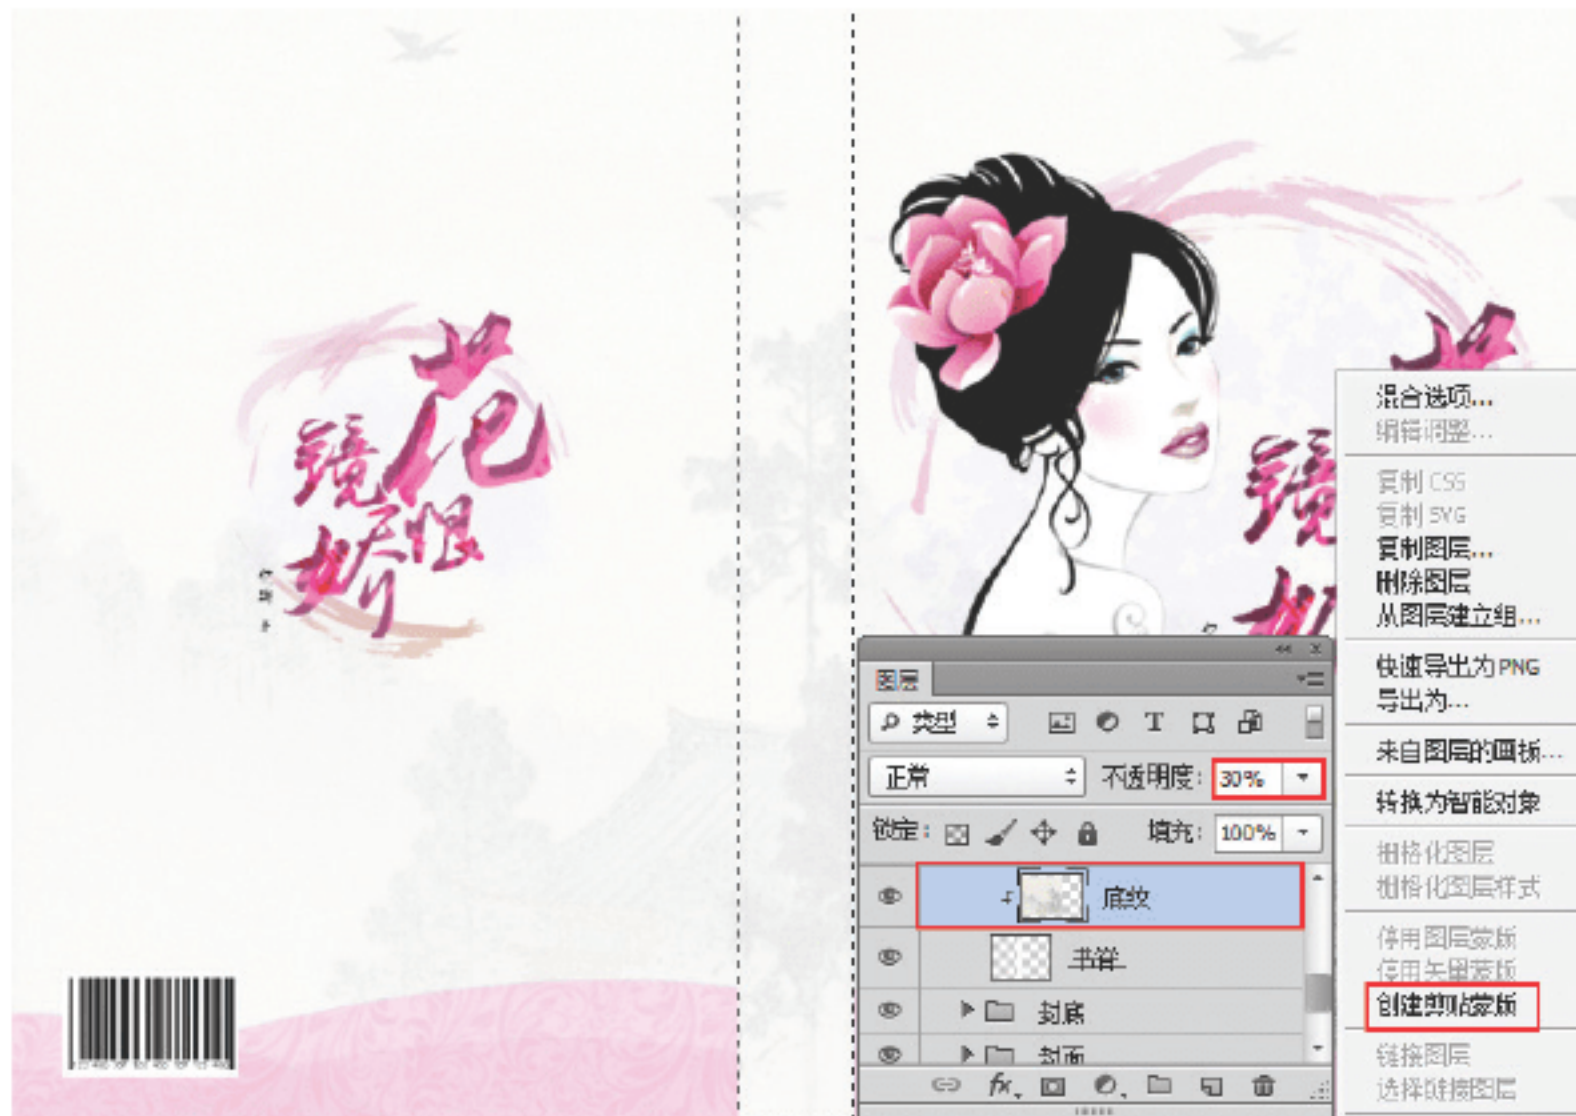 花
镜
妖恨
花
镜
妖
混合选项...
编辑调整...
复制 CSS
复制 SVG
复制图层...
删除图层
从图层建立组...
快速导出为 PNG
导出为...
来自图层的画板...
转换为智能对象
栅格化图层
栅格化图层样式
停用图层蒙版
停用矢量蒙版
创建剪贴蒙版
链接图层
选择链接图层
图层
类型
正常 不透明度: 30%
锁定: 填充: 100%
底纹
书脊
封底
封面
fx